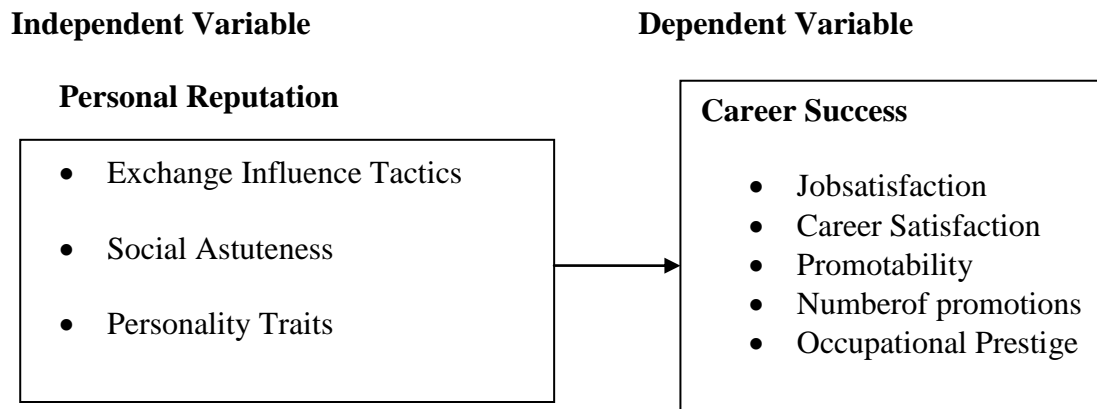 Independent Variable
Dependent Variable
Personal Reputation
• Exchange Influence Tactics
• Social Astuteness
• Personality Traits
Career Success
• Jobsatisfaction
• Career Satisfaction
• Promotability
• Numberof promotions
• Occupational Prestige